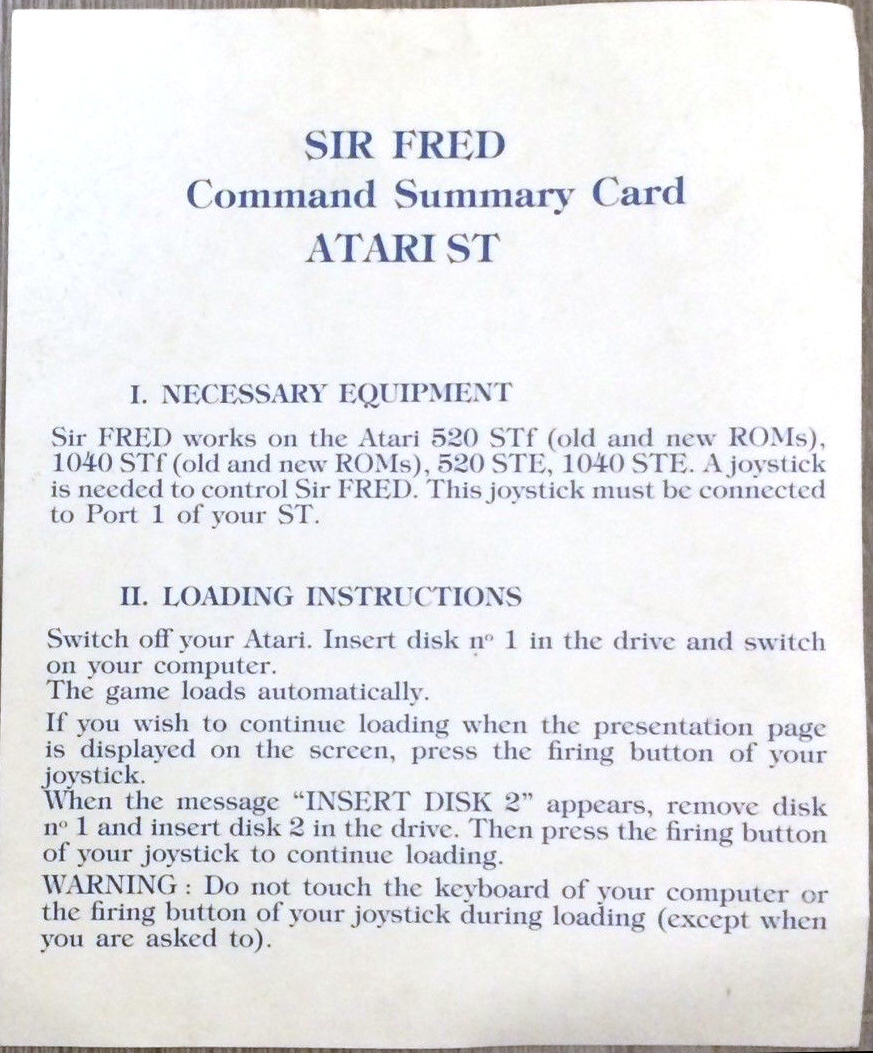 SIR FRED
Command Summary Card
ATARI ST
I. NECESSARY EQUIPMENT
Sir FRED works on the Atari 520 STf (old and new ROMs),
1040 STf (old and new ROMs), 520 STE, 1040 STE. A joystick
is needed to control Sir FRED. This joystick must be connected
to Port 1 of your ST.
II. LOADING INSTRUCTIONS
Switch off your Atari. Insert disk nº 1 in the drive and switch
on your computer.
The game loads automatically.
If you wish to continue loading when the presentation page
is displayed on the screen, press the firing button of your
joystick.
When the message “INSERT DISK 2” appears, remove disk
nº 1 and insert disk 2 in the drive. Then press the firing button
of your joystick to continue loading.
WARNING : Do not touch the keyboard of your computer or
the firing button of your joystick during loading (except when
you are asked to).